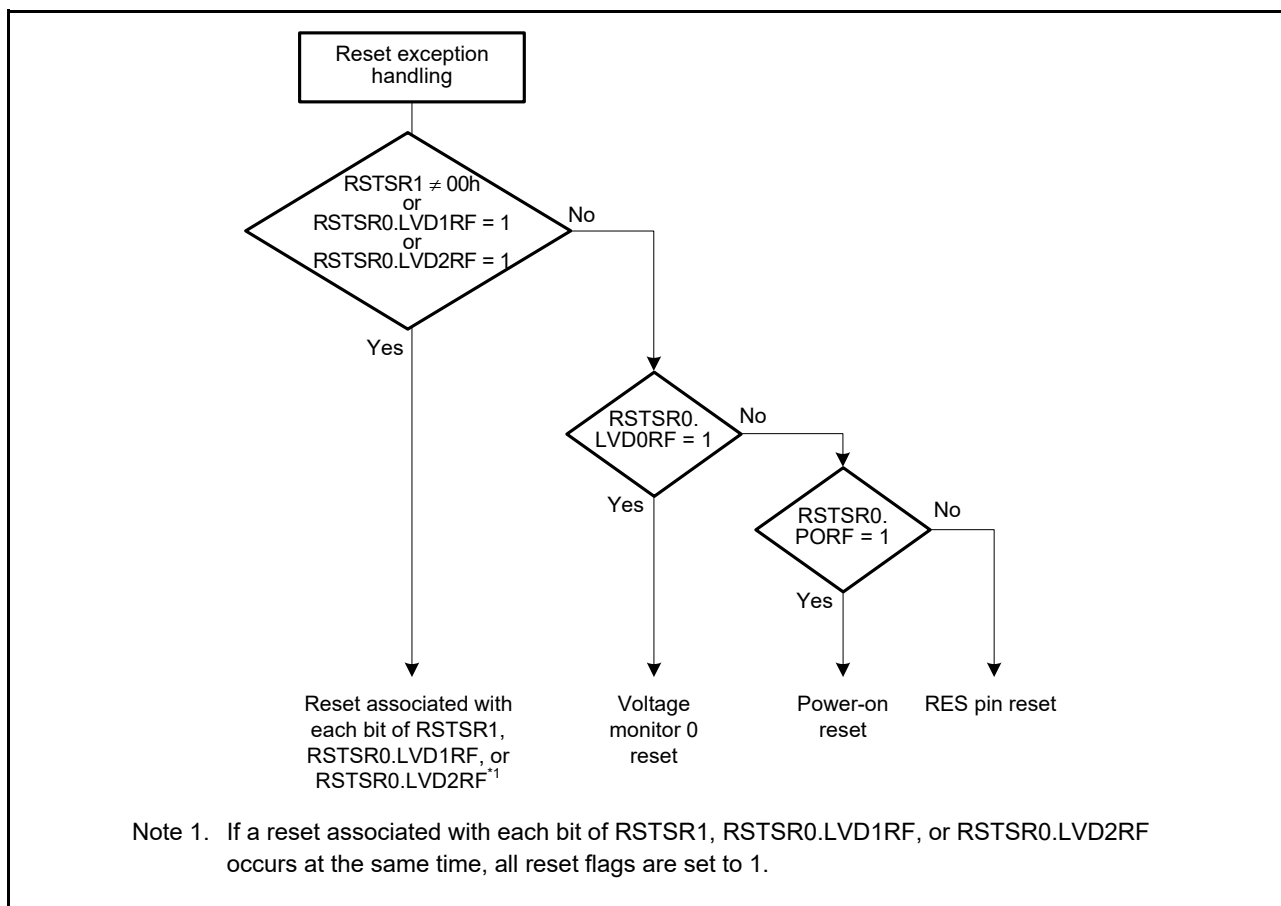 Reset exception
handling
RSTSR1 ≠ 00h
or
RSTSR0.LVD1RF = 1
or
RSTSR0.LVD2RF = 1
No
Yes
RSTSR0.
LVD0RF = 1
No
Yes
RSTSR0.
PORF = 1
No
Yes
Reset associated with
each bit of RSTSR1,
RSTSR0.LVD1RF, or
RSTSR0.LVD2RF*1
Voltage
monitor 0
reset
Power-on
reset
RES pin reset
Note 1. If a reset associated with each bit of RSTSR1, RSTSR0.LVD1RF, or RSTSR0.LVD2RF
occurs at the same time, all reset flags are set to 1.